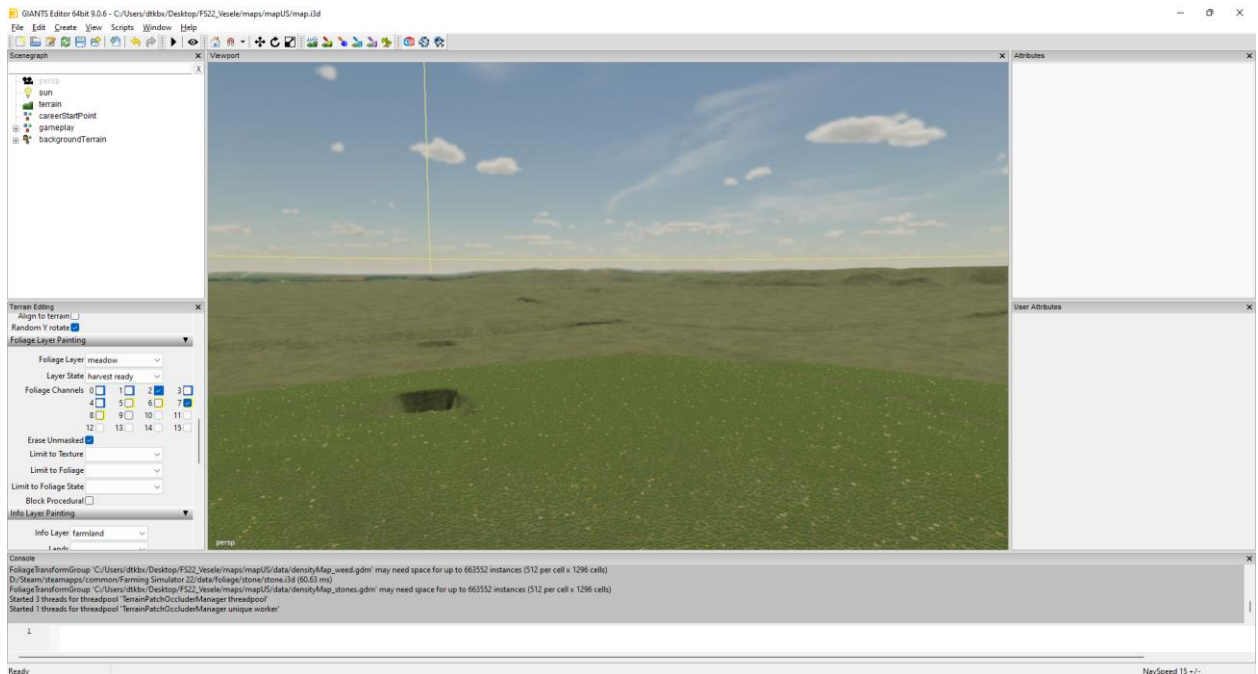 GIANTS Editor 64bit 9.0.6 - C:/Users/dtkbx/Desktop/FS22_Vesele/maps/mapUS/map.i3d
File Edit Create View Scripts Window Help
Scenegraph X
Viewport X
Attributes X
X
persp
sun
terrain
careerStartPoint
gameplay
backgroundTerrain
Terrain Editing X
Align to terrain
Random Y rotate
Foliage Layer Painting
Foliage Layer meadow
Layer State harvest ready
Foliage Channels 0 1 2 3
4 5 6 7
8 9 10 11
12 13 14 15
Erase Unmasked
Limit to Texture
Limit to Foliage
Limit to Foliage State
Block Procedural
Info Layer Painting
Info Layer farmland
Lands
persp
User Attributes X
Console X
FoliageTransformGroup 'C:/Users/dtkbx/Desktop/FS22_Vesele/maps/mapUS/data/densityMap_weed.gdm' may need space for up to 663552 instances (512 per cell x 1296 cells)
D:/Steam/steamapps/common/Farming Simulator 22/data/foliage/stone/stone.i3d (60.63 ms)
FoliageTransformGroup 'C:/Users/dtkbx/Desktop/FS22_Vesele/maps/mapUS/data/densityMap_stones.gdm' may need space for up to 663552 instances (512 per cell x 1296 cells)
Started 3 threads for threadpool 'TerrainPatchOccluderManager threadpool'
Started 1 threads for threadpool 'TerrainPatchOccluderManager unique worker'
1
Ready
NavSpeed 15 +/-